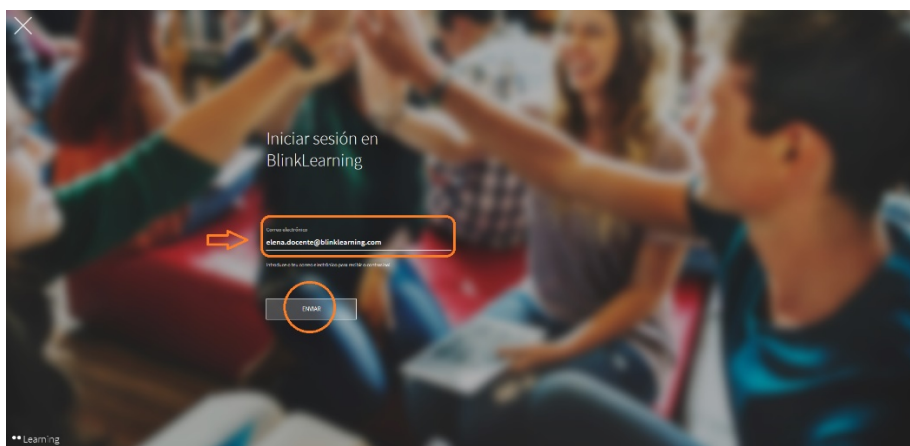 Iniciar sesión en
BlinkLearning
Correo electrónico
elena.docente@blinklearning.com
ENVIAR
Learning